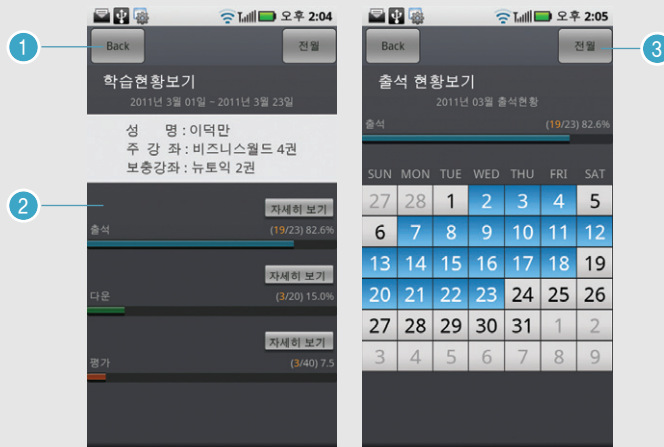 오후 2:04
1
Back
전월
학습현황보기
2011년 3월 01일 - 2011년 3월 23일
성 명 : 이덕만
주 강 좌 : 비즈니스월드 4권
보충강좌 : 뉴토익 2권
2
자세히 보기
출석 (19/23) 82.6%
자세히 보기
다운 (3/20) 15.0%
자세히 보기
평가 (3/40) 7.5
오후 2:05
Back
전월
3
출석 현황보기
2011년 03월 출석현황
출석 (19/23) 82.6%
SUN MON TUE WED THU FRI SAT
27 28 1 2 3 4 5
6 7 8 9 10 11 12
13 14 15 16 17 18 19
20 21 22 23 24 25 26
27 28 29 30 31 1 2
3 4 5 6 7 8 9